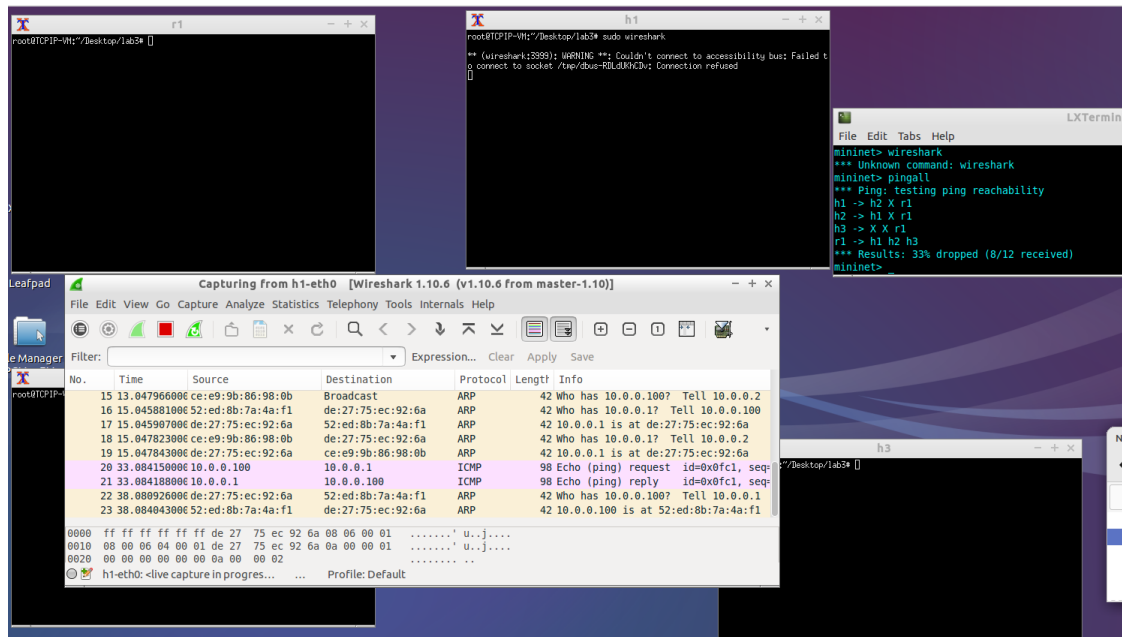 r1
root@TCPIP-VM:"/Desktop/lab3# []
h1
root@TCPIP-VM:"/Desktop/lab3# sudo wireshark
** (wireshark:3999): WARNING **: Couldn't connect to accessibility bus: Failed t
o connect to socket /tmp/dbus-RDLdUKhCDv: Connection refused
LXTermin
File Edit Tabs Help
mininet> wireshark
*** Unknown command: wireshark
mininet> pingall
*** Ping: testing ping reachability
h1 -> h2 X r1
h2 -> h1 X r1
h3 -> X X r1
r1 -> h1 h2 h3
*** Results: 33% dropped (8/12 received)
mininet> _
Leafpad
e Manager
root@TCPIP-V
Capturing from h1-eth0 [Wireshark 1.10.6 (v1.10.6 from master-1.10)]
File Edit View Go Capture Analyze Statistics Telephony Tools Internals Help
Filter: Expression... Clear Apply Save
No. Time Source Destination Protocol Length Info
15 13.047966000 ce:e9:9b:86:98:0b Broadcast ARP 42 Who has 10.0.0.100? Tell 10.0.0.2
16 15.045881000 52:ed:8b:7a:4a:f1 de:27:75:ec:92:6a ARP 42 Who has 10.0.0.1? Tell 10.0.0.100
17 15.045907000 de:27:75:ec:92:6a 52:ed:8b:7a:4a:f1 ARP 42 10.0.0.1 is at de:27:75:ec:92:6a
18 15.047823000 ce:e9:9b:86:98:0b de:27:75:ec:92:6a ARP 42 Who has 10.0.0.1? Tell 10.0.0.2
19 15.047843000 de:27:75:ec:92:6a ce:e9:9b:86:98:0b ARP 42 10.0.0.1 is at de:27:75:ec:92:6a
20 33.084150000 10.0.0.100 10.0.0.1 ICMP 98 Echo (ping) request id=0x0fc1, seq=
21 33.084188000 10.0.0.1 10.0.0.100 ICMP 98 Echo (ping) reply id=0x0fc1, seq=
22 38.080926000 de:27:75:ec:92:6a 52:ed:8b:7a:4a:f1 ARP 42 Who has 10.0.0.100? Tell 10.0.0.1
23 38.084043000 52:ed:8b:7a:4a:f1 de:27:75:ec:92:6a ARP 42 10.0.0.100 is at 52:ed:8b:7a:4a:f1
0000 ff ff ff ff ff ff de 27 75 ec 92 6a 08 06 00 01 .......' u..j....
0010 08 00 06 04 00 01 de 27 75 ec 92 6a 0a 00 00 01 .......' u..j....
0020 00 00 00 00 00 00 0a 00 00 02 ........ ..
h1-eth0: <live capture in progres... ... Profile: Default
h3
"/Desktop/lab3# []
N